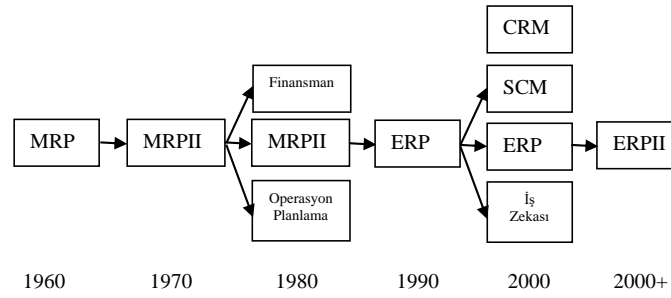 CRM
Finansman
SCM
MRP
MRPII
MRPII
ERP
ERP
ERPII
Operasyon
Planlama
İş
Zekası
1960
1970
1980
1990
2000
2000+